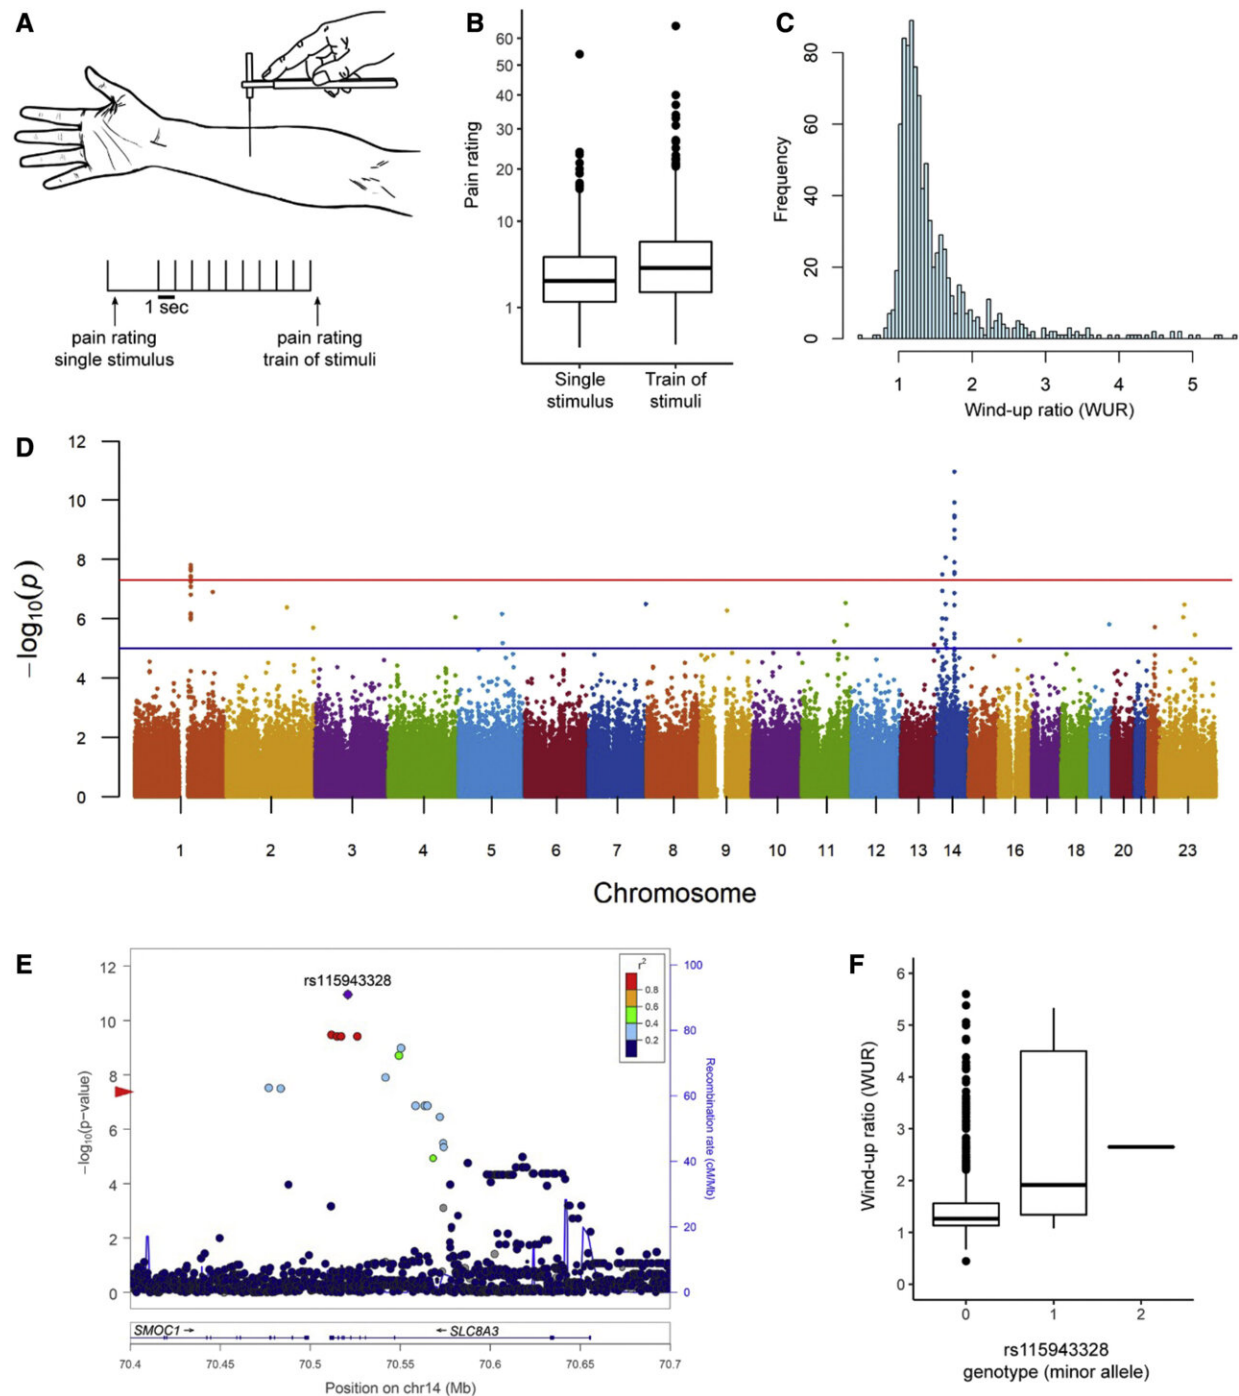 A
1 sec
pain rating
single stimulus
pain rating
train of stimuli
B
Pain rating
60
50
40
30
20
10
1
Single
stimulus
Train of
stimuli
C
Frequency
80
60
40
20
0
1 2 3 4 5
Wind-up ratio (WUR)
D
−log10(p)
12
10
8
6
4
2
0
1 2 3 4 5 6 7 8 9 10 11 12 13 14 16 18 20 23
Chromosome
E
−log10(p−value)
12
10
8
6
4
2
0
rs115943328
r2
0.8
0.6
0.4
0.2
100
80
60
40
20
0
Recombination rate (cM/Mb)
SMOC1→
←SLC8A3
70.4 70.45 70.5 70.55 70.6 70.65 70.7
Position on chr14 (Mb)
F
Wind-up ratio (WUR)
6
5
4
3
2
1
0
0 1 2
rs115943328
genotype (minor allele)